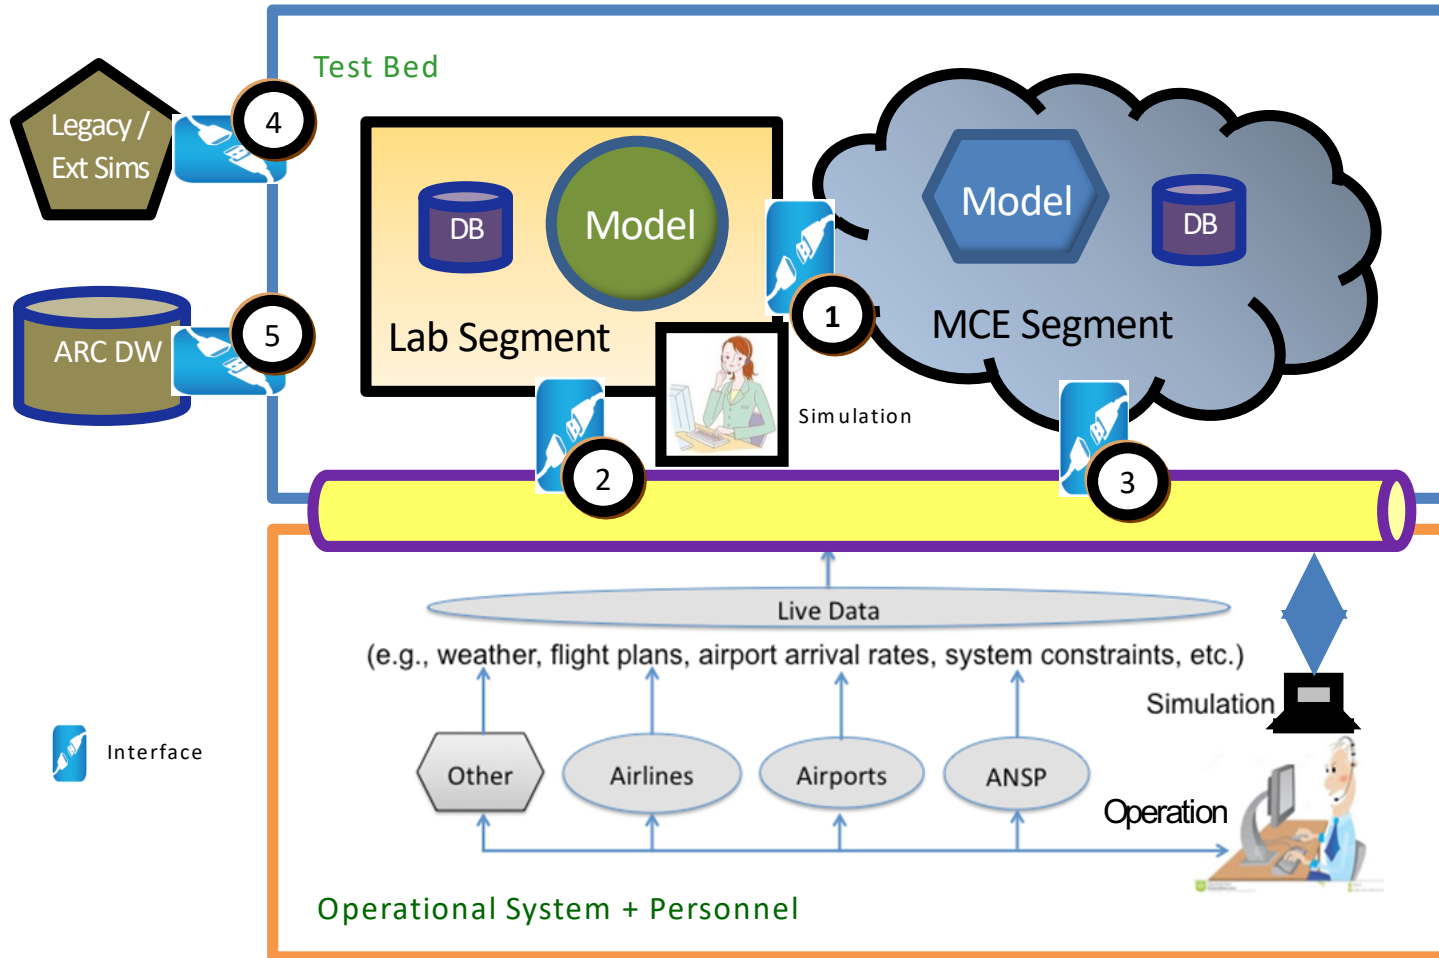 Test Bed
Legacy /
Ext Sims
4
DB
Model
Model
DB
1
Lab Segment
MCE Segment
ARC DW
5
Simulation
2
3
Live Data
(e.g., weather, flight plans, airport arrival rates, system constraints, etc.)
Simulation
Interface
Other
Airlines
Airports
ANSP
Operation
Operational System + Personnel